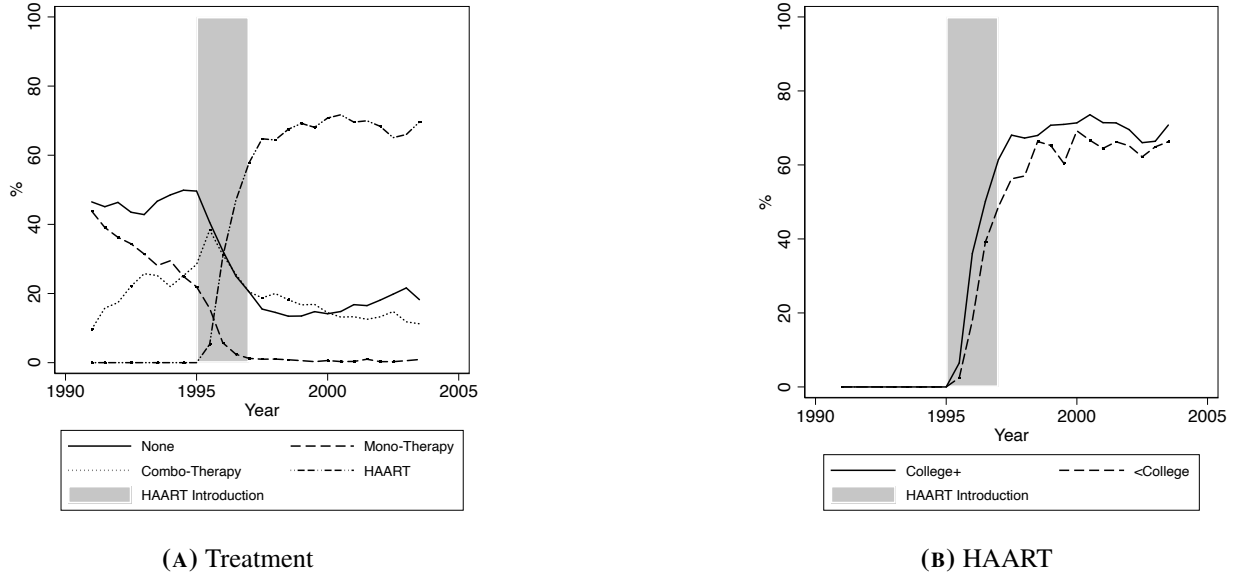 100
80
60
%
40
20
0
1990 1995 2000 2005
Year
None Mono-Therapy
Combo-Therapy HAART
HAART Introduction
(A) Treatment
100
80
60
%
40
20
0
1990 1995 2000 2005
Year
College+ <College
HAART Introduction
(B) HAART